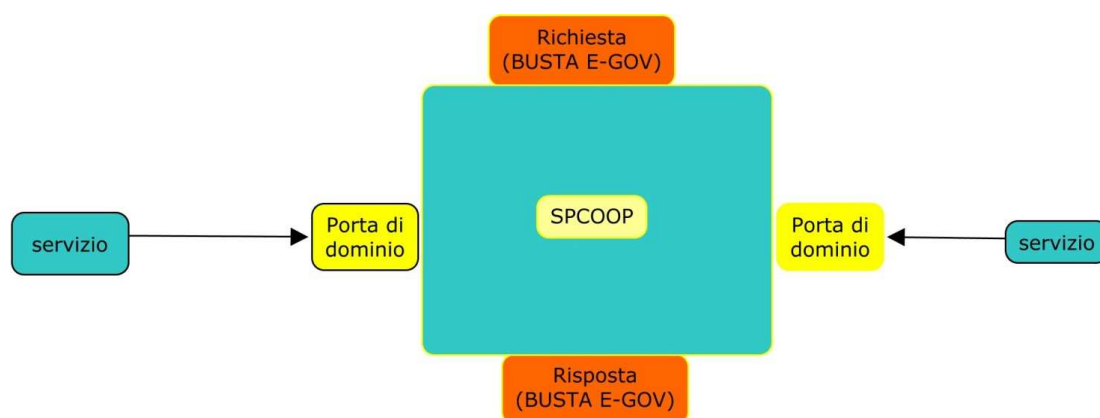 Richiesta
(BUSTA E-GOV)
servizio
Porta di
dominio
SPCOOP
Porta di
dominio
servizio
Risposta
(BUSTA E-GOV)